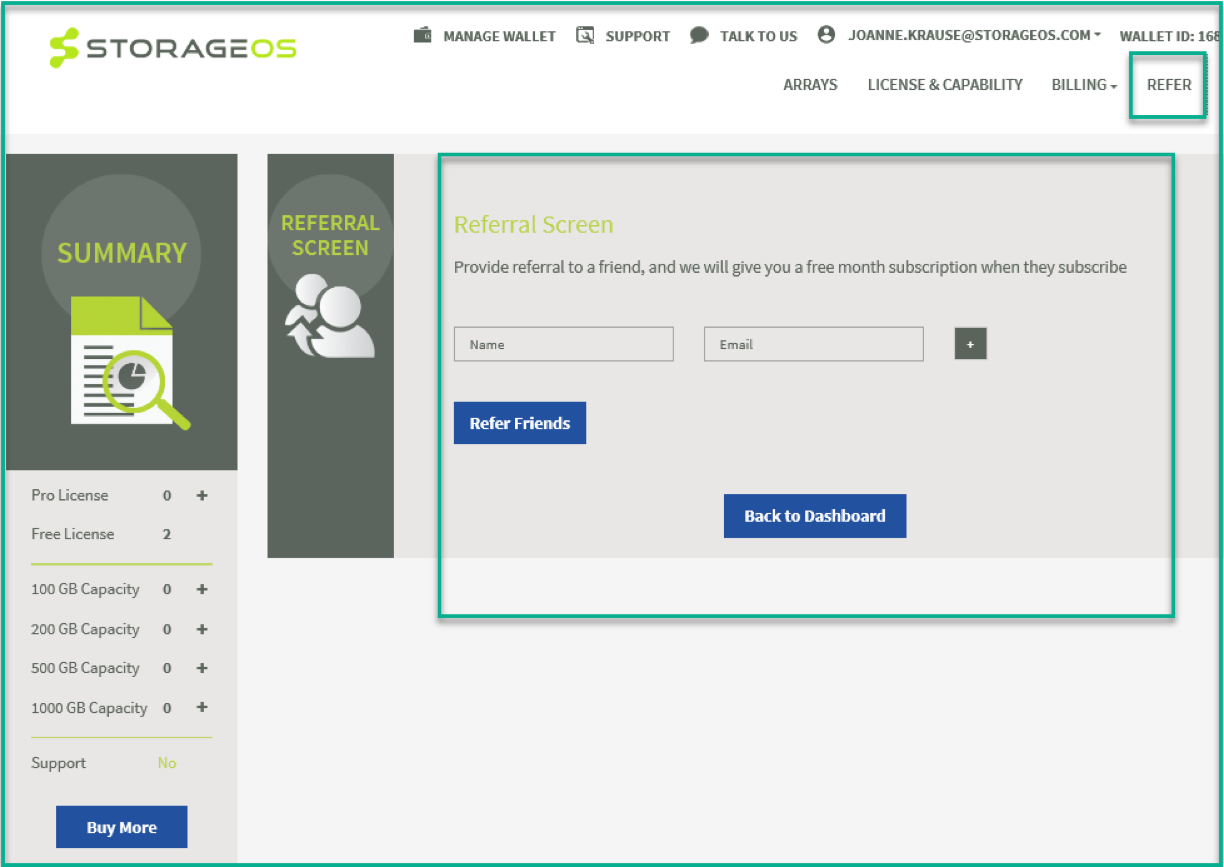 STORAGEOS
MANAGE WALLET SUPPORT TALK TO US JOANNE.KRAUSE@STORAGEOS.COM WALLET ID: 168
ARRAYS LICENSE & CAPABILITY BILLING REFER
SUMMARY
Pro License 0 +
Free License 2
100 GB Capacity 0 +
200 GB Capacity 0 +
500 GB Capacity 0 +
1000 GB Capacity 0 +
Support No
Buy More
REFERRAL
SCREEN
Referral Screen
Provide referral to a friend, and we will give you a free month subscription when they subscribe
Name Email +
Refer Friends
Back to Dashboard